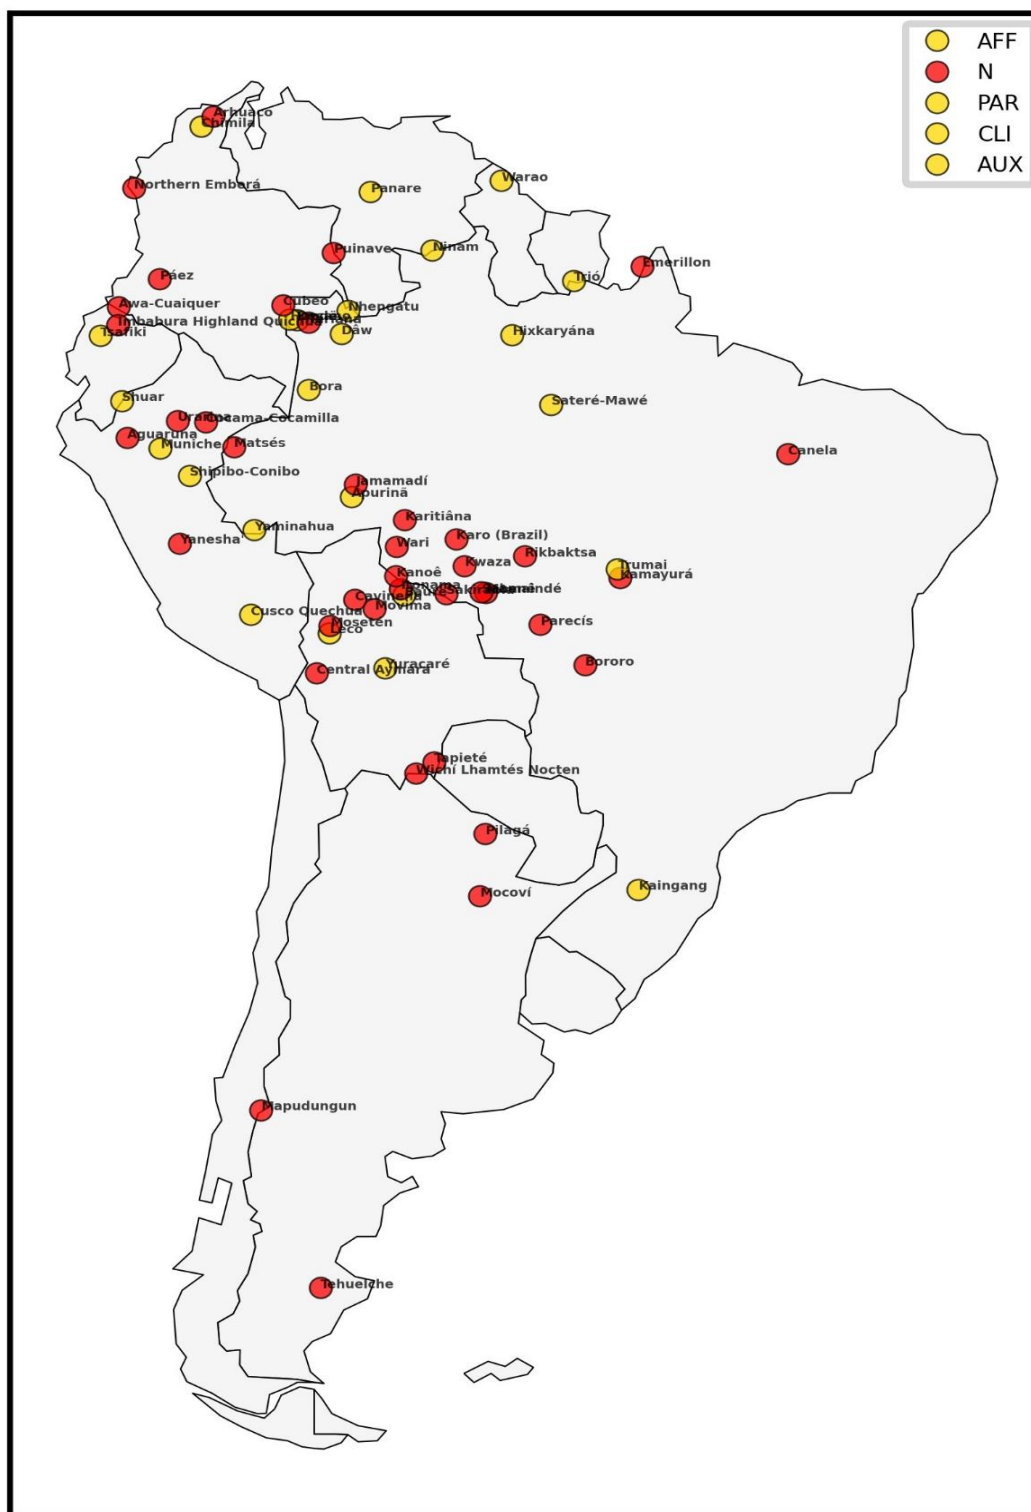 AFF
N
PAR
CLI
AUX
Arhuaco
Chimila
Warao
Northern Emberá
Panare
Ninam
Puinave
Emerillon
Páez
Trió
Cubeo
Awa-Cuaiquer
Nhengatu
Imbabura Highland Quichua
Tsafiki
Dâw
Hixkaryána
Bora
Shuar
Sateré-Mawé
Urarina
Cocama-Cocamilla
Aguaruna
Muniche
Matsés
Canela
Shipibo-Conibo
Jamamadí
Apurinã
Karitiâna
Yaminahua
Karo (Brazil)
Yanesha'
Wari
Rikbaktsa
Kwaza
Trumai
Kanoê
Kamayurá
Cavineña
Baure
Movima
Cusco Quechua
Mosetén
Leco
Parecís
Yuracaré
Bororo
Central Aymara
Tapieté
Wichí Lhamtés Nocten
Pilagá
Kaingang
Mocoví
Mapudungun
Tehuelche